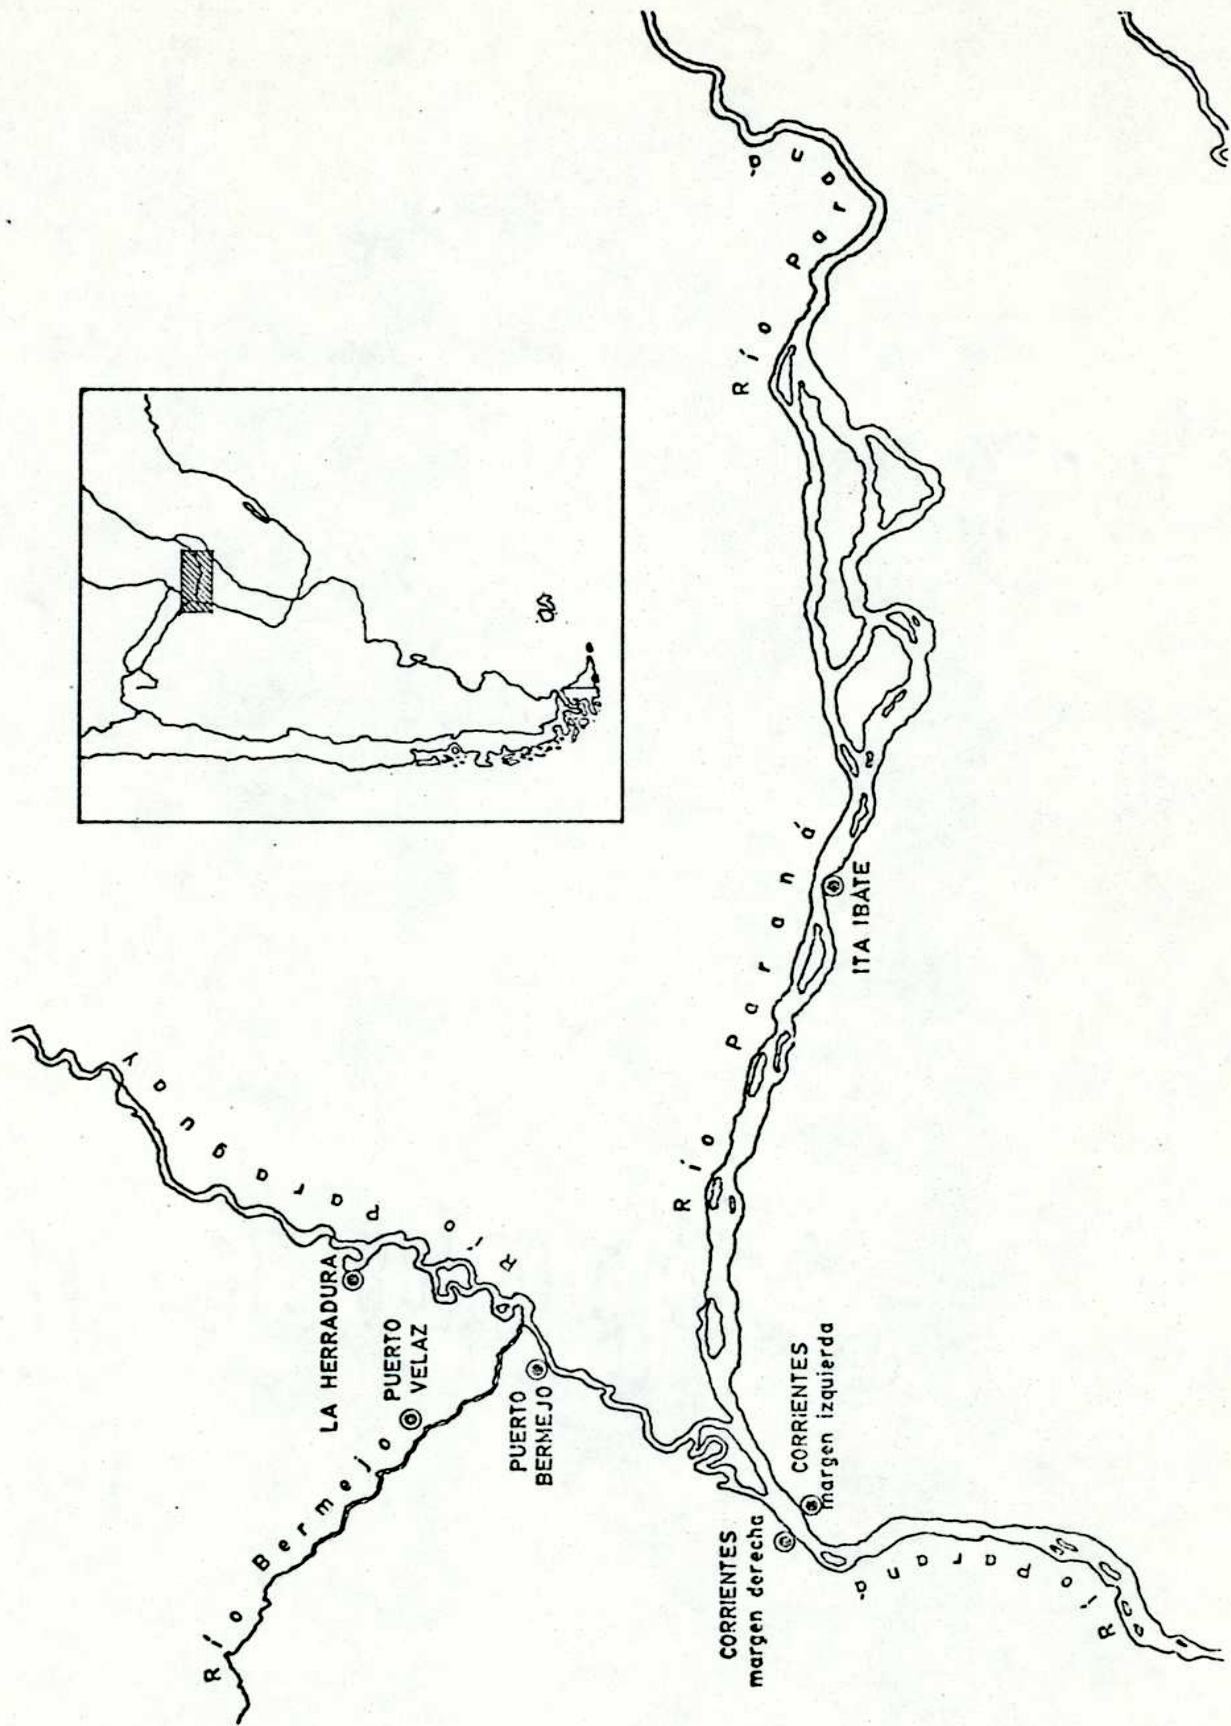 Río Bermejo
Río Paraguay
LA HERRADURA
PUERTO
VELAZ
PUERTO
BERMEJO
Río Paraná
Río Paraná
ITA IBATE
CORRIENTES
margen izquierda
CORRIENTES
margen derecha
Río Paraná